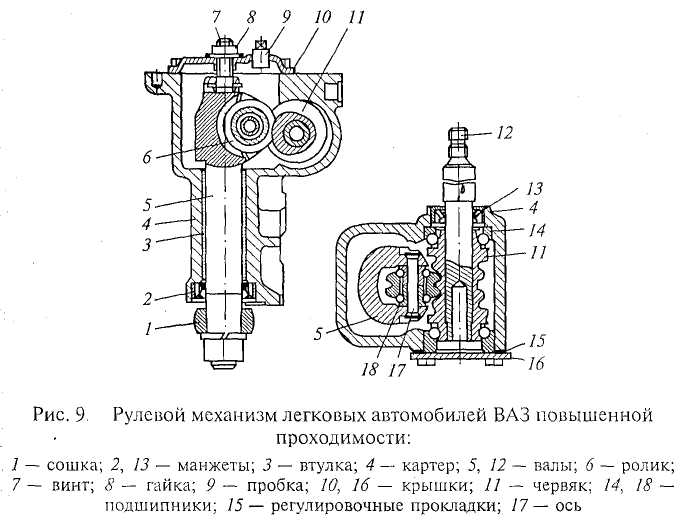 7 8 9 10 11
6
5
4
3
2
1
12
13
4
14
11
5
15
16
18 17
Рис. 9. Рулевой механизм легковых автомобилей ВАЗ повышенной
проходимости:
1 — сошка; 2, 13 — манжеты; 3 — втулка; 4 — картер; 5, 12 — валы; 6 — ролик;
7 — винт; 8 — гайка; 9 — пробка; 10, 16 — крышки; 11 — червяк; 14, 18 —
подшипники; 15 — регулировочные прокладки; 17 — ось